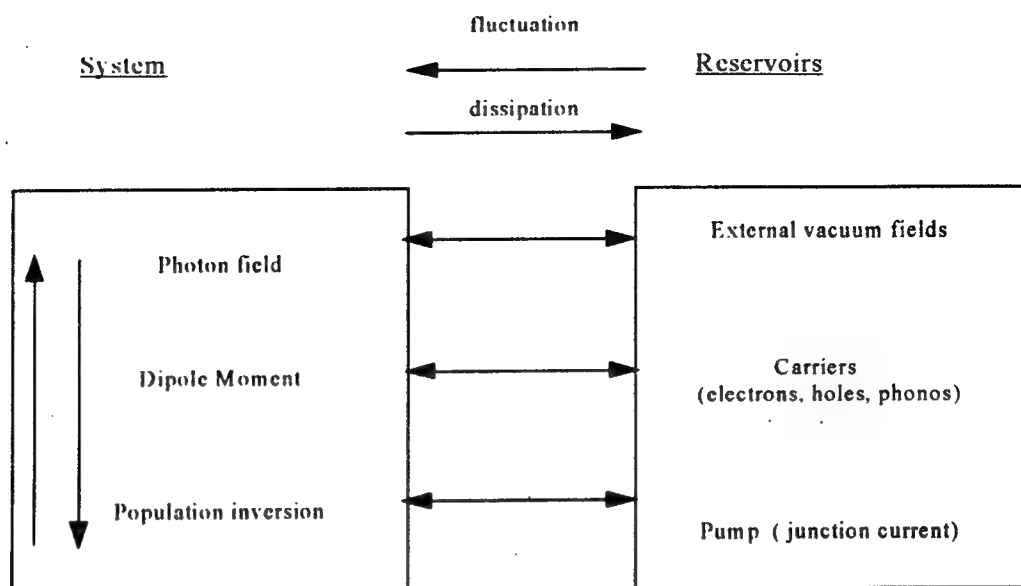 fluctuation
System
Reservoirs
dissipation
External vacuum fields
Photon field
Carriers
Dipole Moment
(electrons, holes, phonos)
Population inversion
Pump ( junction current)